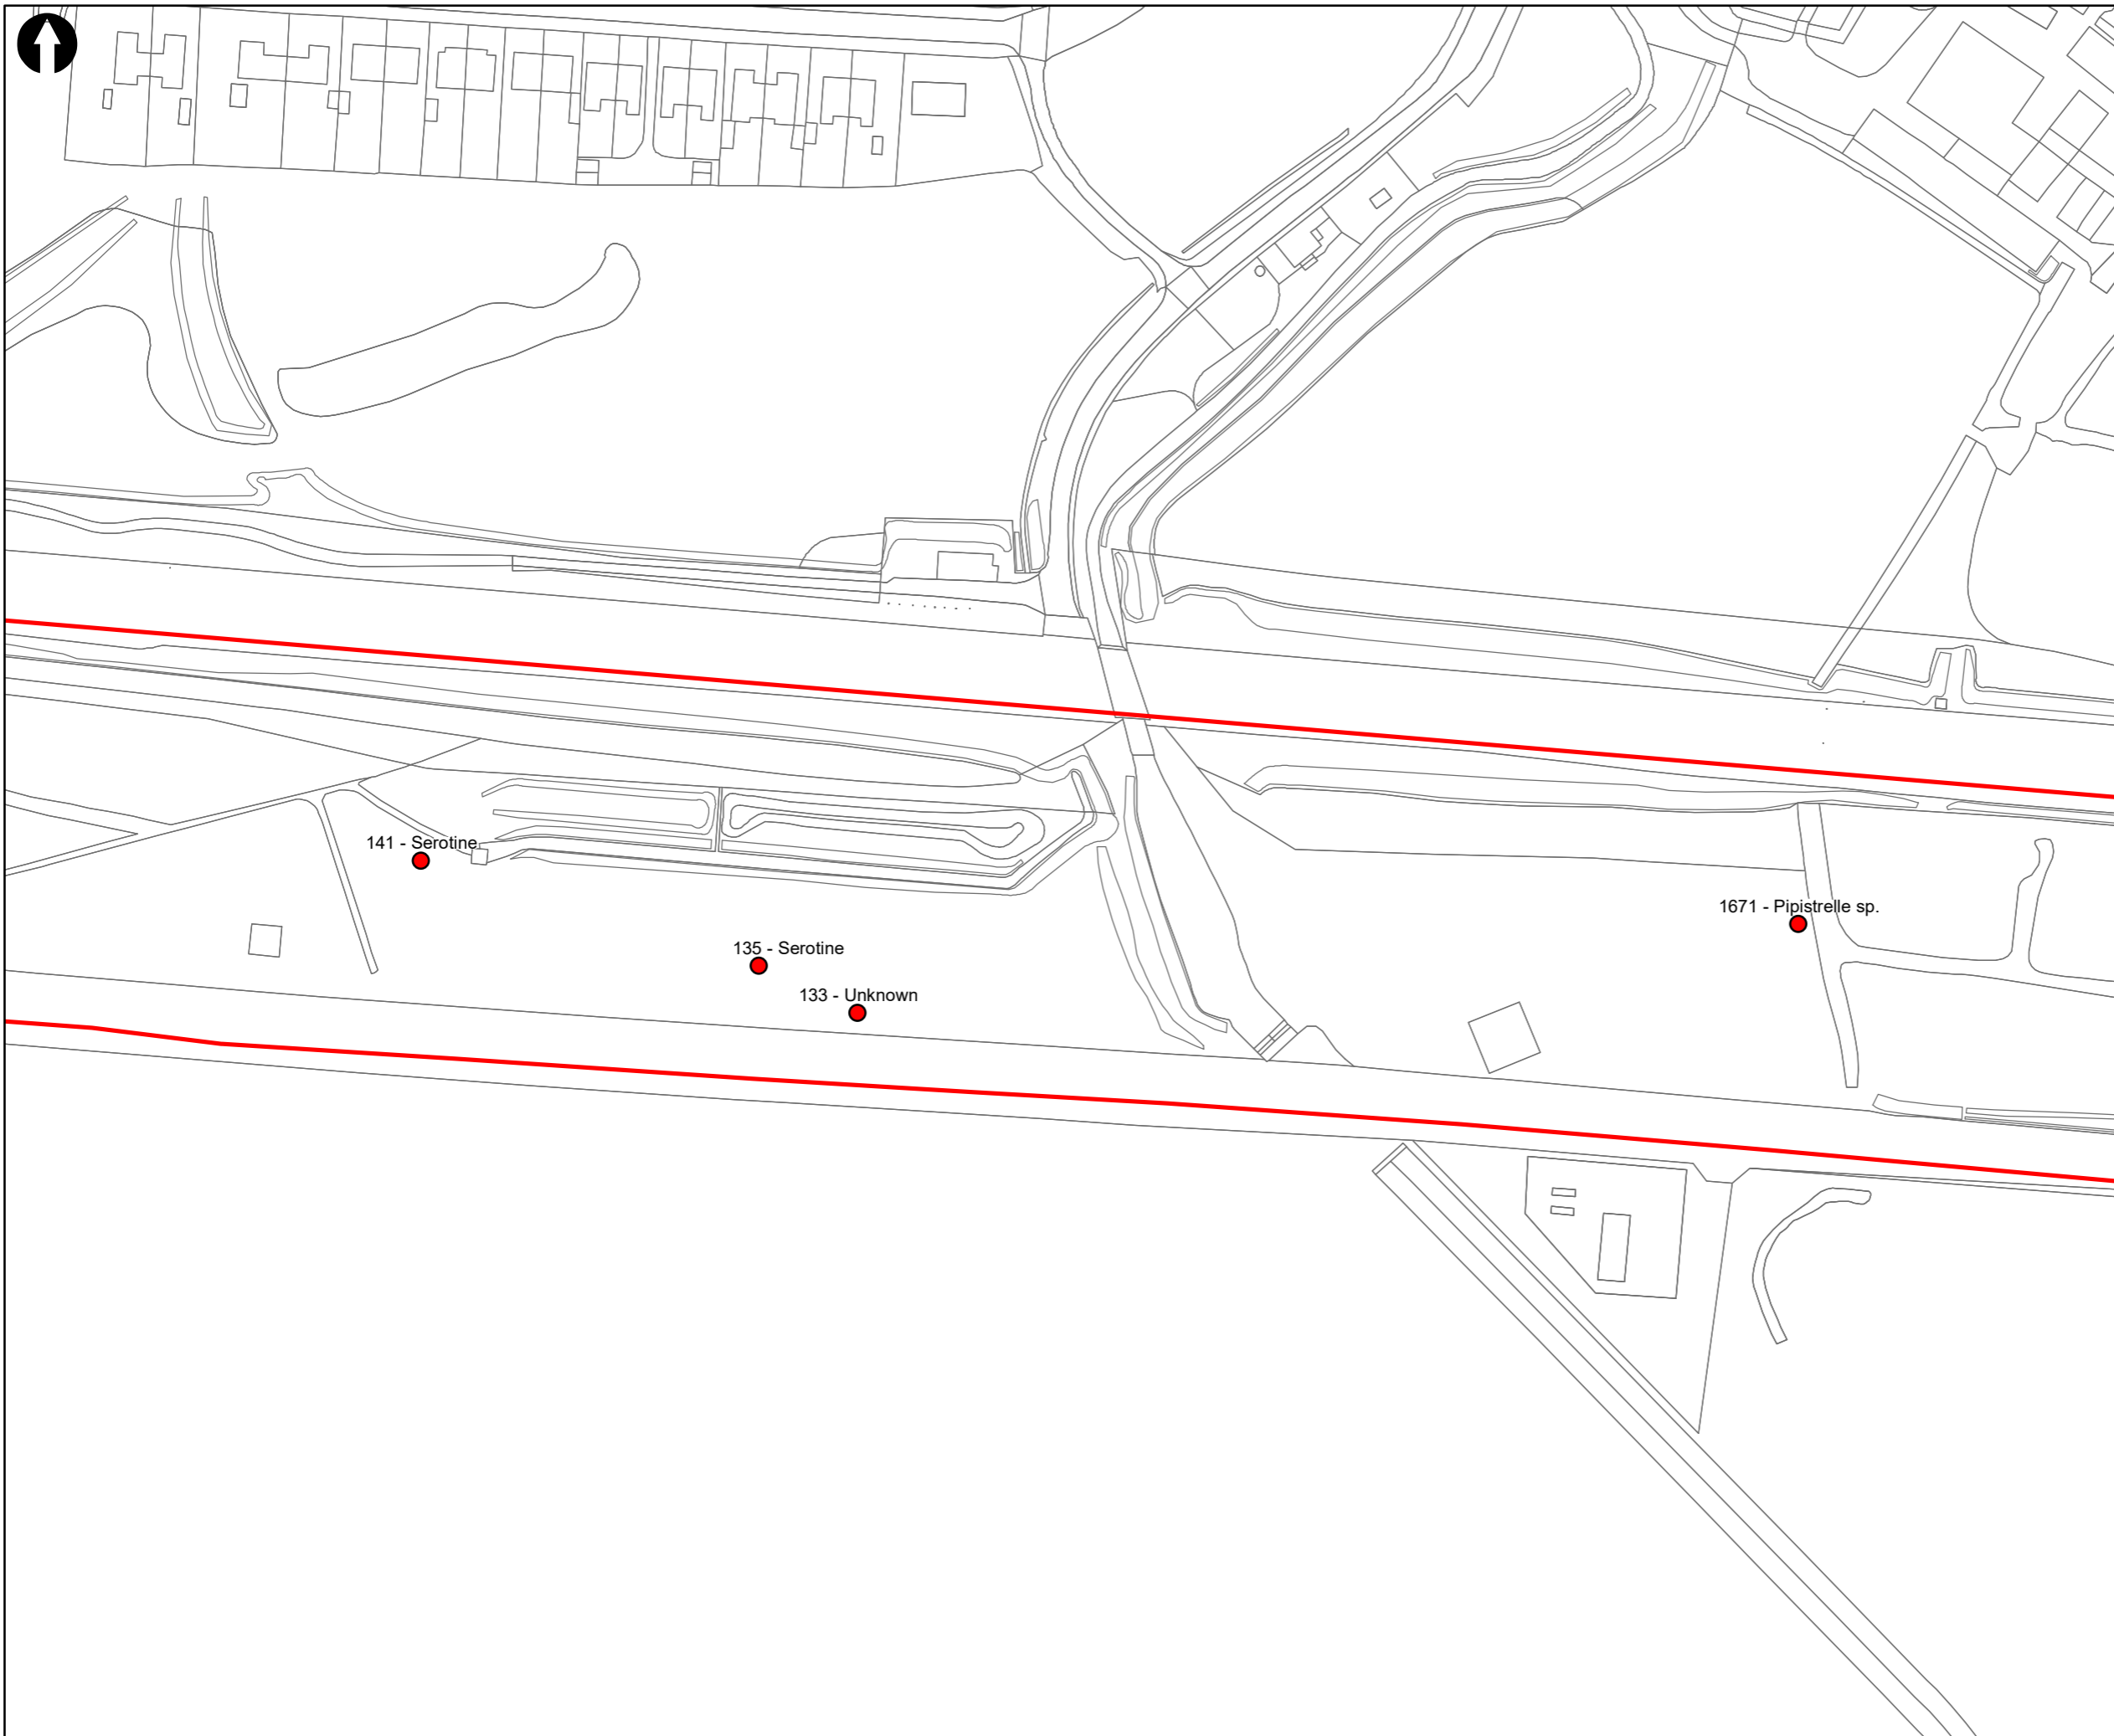 141 - Serotine
1671 - Pipistrelle sp.
135 - Serotine
133 - Unknown